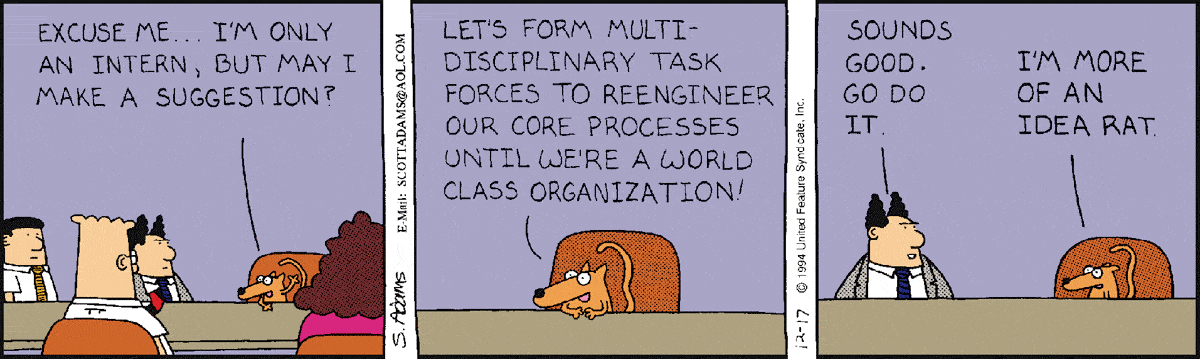 EXCUSE ME... I'M ONLY
AN INTERN, BUT MAY I
MAKE A SUGGESTION?
S. ADAMS
E-Mail: SCOTTADAMS@AOL.COM
LET'S FORM MULTI-
DISCIPLINARY TASK
FORCES TO REENGINEER
OUR CORE PROCESSES
UNTIL WE'RE A WORLD
CLASS ORGANIZATION!
12-17
© 1994 United Feature Syndicate, Inc.
SOUNDS
GOOD.
GO DO
IT.
I'M MORE
OF AN
IDEA RAT.